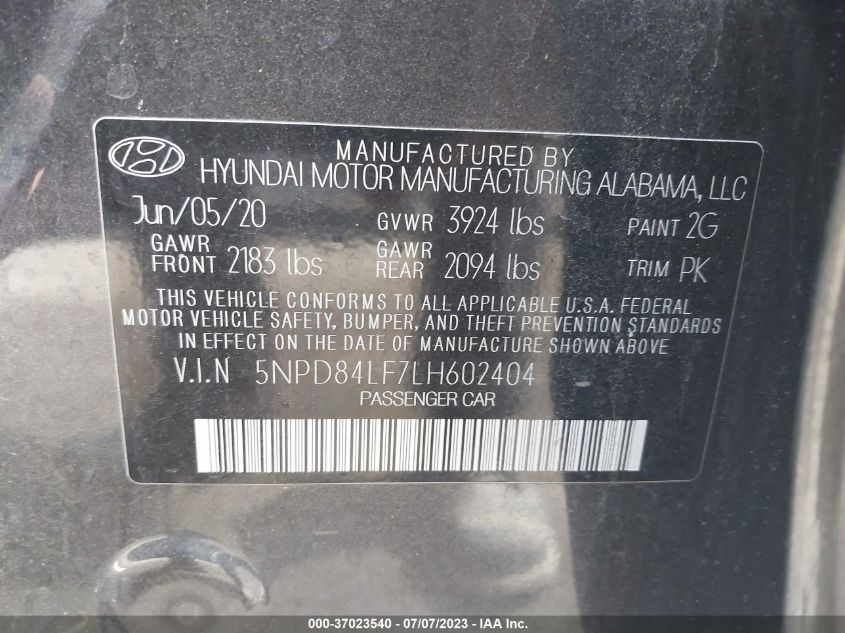 MANUFACTURED BY
HYUNDAI MOTOR MANUFACTURING ALABAMA, LLC
Jun/05/20 GVWR 3924 lbs PAINT 2G
GAWR FRONT 2183 lbs GAWR REAR 2094 lbs TRIM PK
THIS VEHICLE CONFORMS TO ALL APPLICABLE U.S.A. FEDERAL
MOTOR VEHICLE SAFETY, BUMPER, AND THEFT PREVENTION STANDARDS
IN EFFECT ON THE DATE OF MANUFACTURE SHOWN ABOVE
V.I.N 5NPD84LF7LH602404
PASSENGER CAR
000-37023540 - 07/07/2023 - IAA Inc.